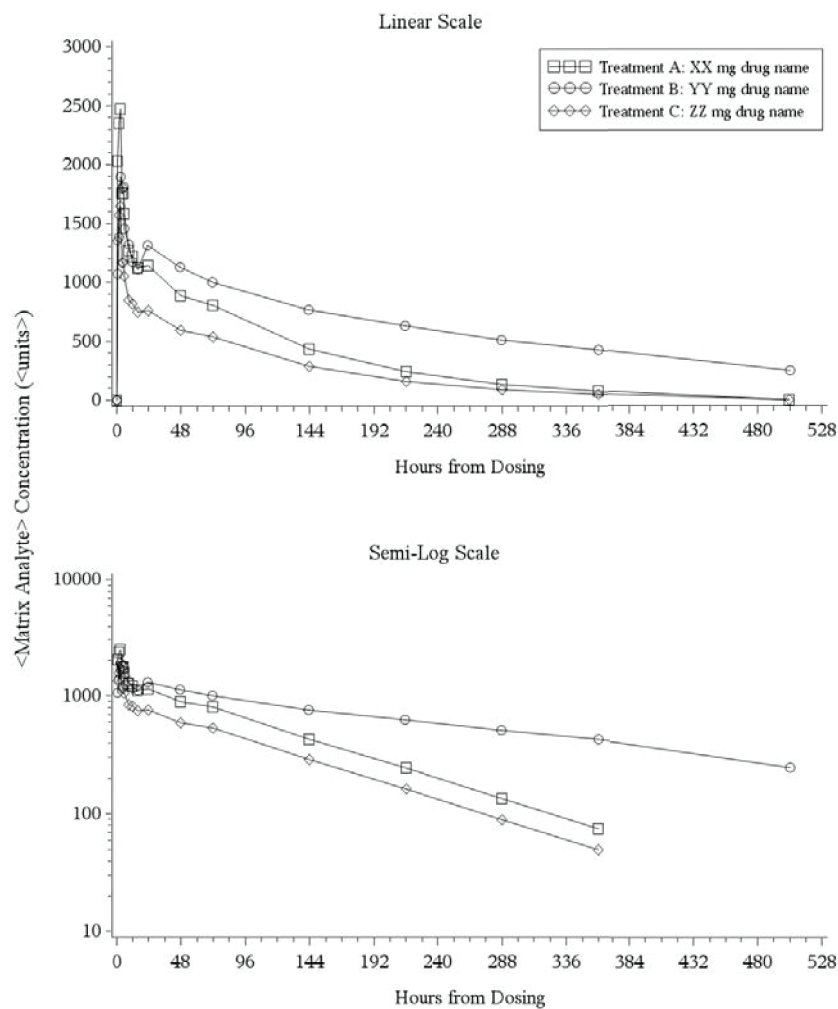 Linear Scale
3000
2500
2000
1500
1000
500
0
Treatment A: XX mg drug name
Treatment B: YY mg drug name
Treatment C: ZZ mg drug name
0 48 96 144 192 240 288 336 384 432 480 528
Hours from Dosing
<Matrix Analyte> Concentration (<units>)
Semi-Log Scale
10000
1000
100
10
0 48 96 144 192 240 288 336 384 432 480 528
Hours from Dosing